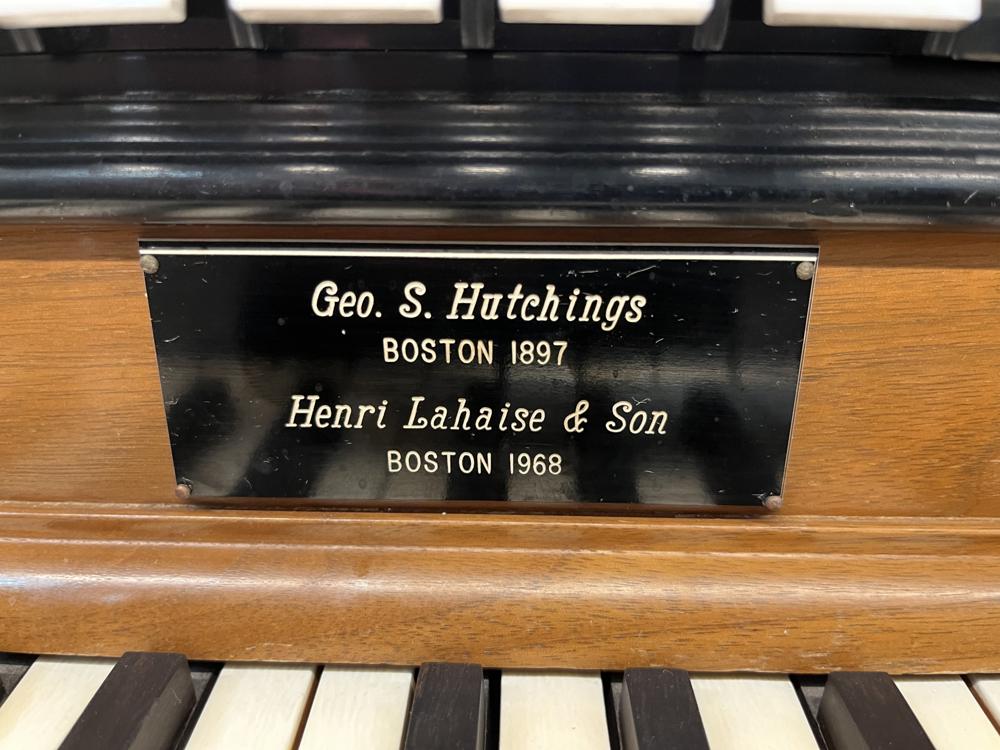 Geo. S. Hutchings
BOSTON 1897
Henri Lahaise & Son
BOSTON 1968